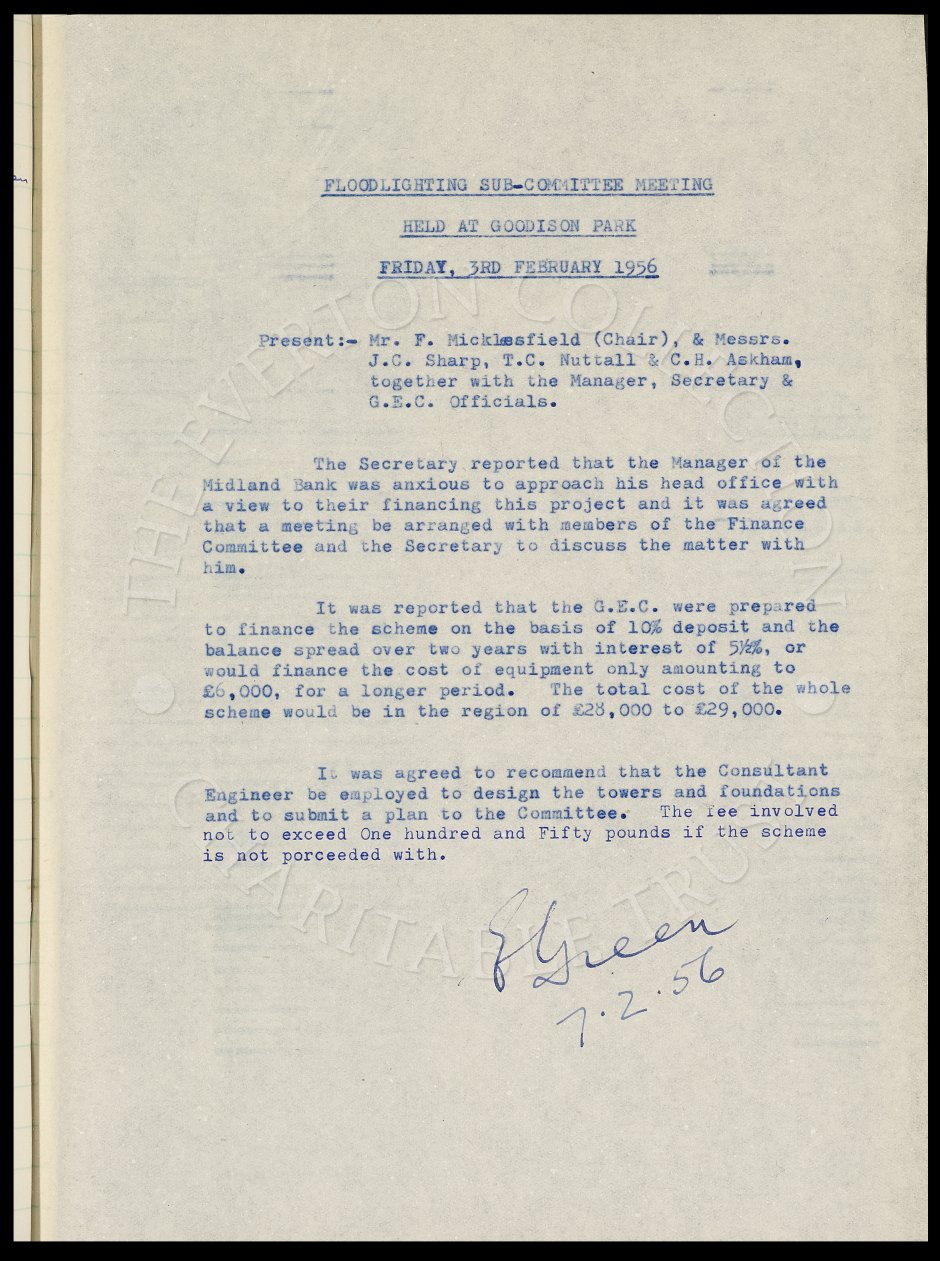 FLOODLIGHTING SUB-COMMITTEE MEETING
HELD AT GOODISON PARK
FRIDAY, 3RD FEBRUARY 1956
Present:- Mr. F. Micklesfield (Chair), & Messrs.
J.C. Sharp, T.C. Nuttall & C.H. Askham,
together with the Manager, Secretary &
G.E.C. Officials.
The Secretary reported that the Manager of the
Midland Bank was anxious to approach his head office with
a view to their financing this project and it was agreed
that a meeting be arranged with members of the Finance
Committee and the Secretary to discuss the matter with
him.
It was reported that the G.E.C. were prepared
to finance the scheme on the basis of 10% deposit and the
balance spread over two years with interest of 5½%, or
would finance the cost of equipment only amounting to
£6,000, for a longer period. The total cost of the whole
scheme would be in the region of £28,000 to £29,000.
It was agreed to recommend that the Consultant
Engineer be employed to design the towers and foundations
and to submit a plan to the Committee. The fee involved
not to exceed One hundred and Fifty pounds if the scheme
is not porceeded with.
E Green
7.2.56
THE EVERTON COLLECTION
CHARITABLE TRUST